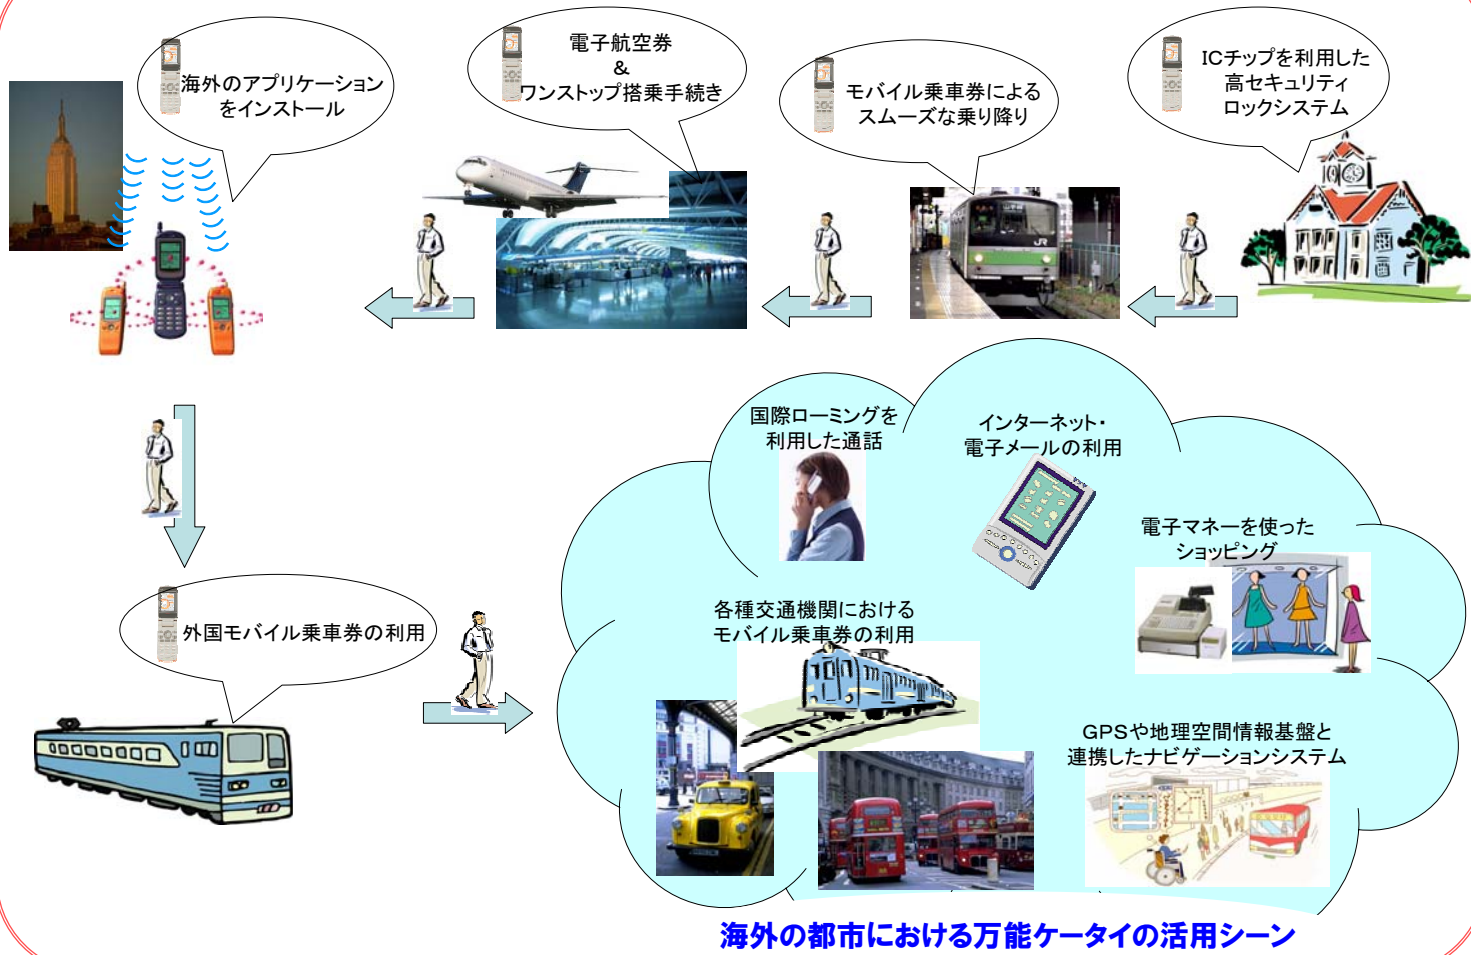 海外のアプリケーション
をインストール
電子航空券
&
ワンストップ搭乗手続き
モバイル乗車券による
スムーズな乗り降り
ICチップを利用した
高セキュリティ
ロックシステム
JR
国際ローミングを
利用した通話
インターネット・
電子メールの利用
電子マネーを使った
ショッピング
外国モバイル乗車券の利用
各種交通機関における
モバイル乗車券の利用
GPSや地理空間情報基盤と
連携したナビゲーションシステム
海外の都市における万能ケータイの活用シーン